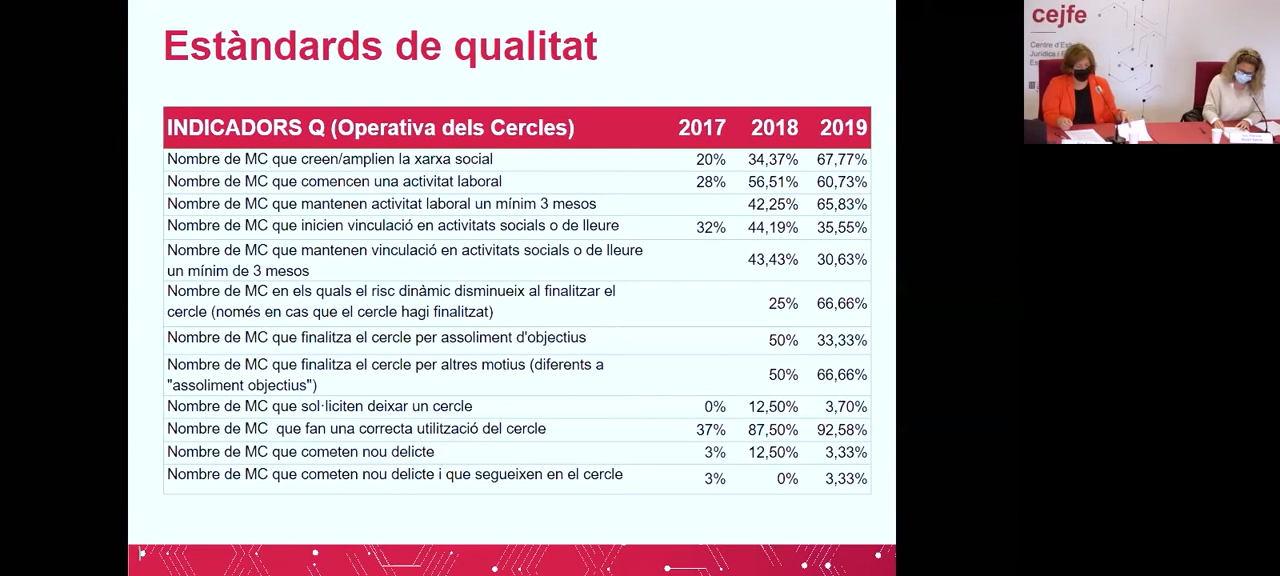 Estàndards de qualitat
INDICADORS Q (Operativa dels Cercles) 2017 2018 2019
Nombre de MC que creen/amplien la xarxa social 20% 34,37% 67,77%
Nombre de MC que comencen una activitat laboral 28% 56,51% 60,73%
Nombre de MC que mantenen activitat laboral un mínim 3 mesos 42,25% 65,83%
Nombre de MC que inicien vinculació en activitats socials o de lleure 32% 44,19% 35,55%
Nombre de MC que mantenen vinculació en activitats socials o de lleure
un mínim de 3 mesos 43,43% 30,63%
Nombre de MC en els quals el risc dinàmic disminueix al finalitzar el
cercle (només en cas que el cercle hagi finalitzat) 25% 66,66%
Nombre de MC que finalitza el cercle per assoliment d'objectius 50% 33,33%
Nombre de MC que finalitza el cercle per altres motius (diferents a
"assoliment objectius") 50% 66,66%
Nombre de MC que sol·liciten deixar un cercle 0% 12,50% 3,70%
Nombre de MC que fan una correcta utilització del cercle 37% 87,50% 92,58%
Nombre de MC que cometen nou delicte 3% 12,50% 3,33%
Nombre de MC que cometen nou delicte i que segueixen en el cercle 3% 0% 3,33%
cejfe
Centre d'Es
Jurídics i F